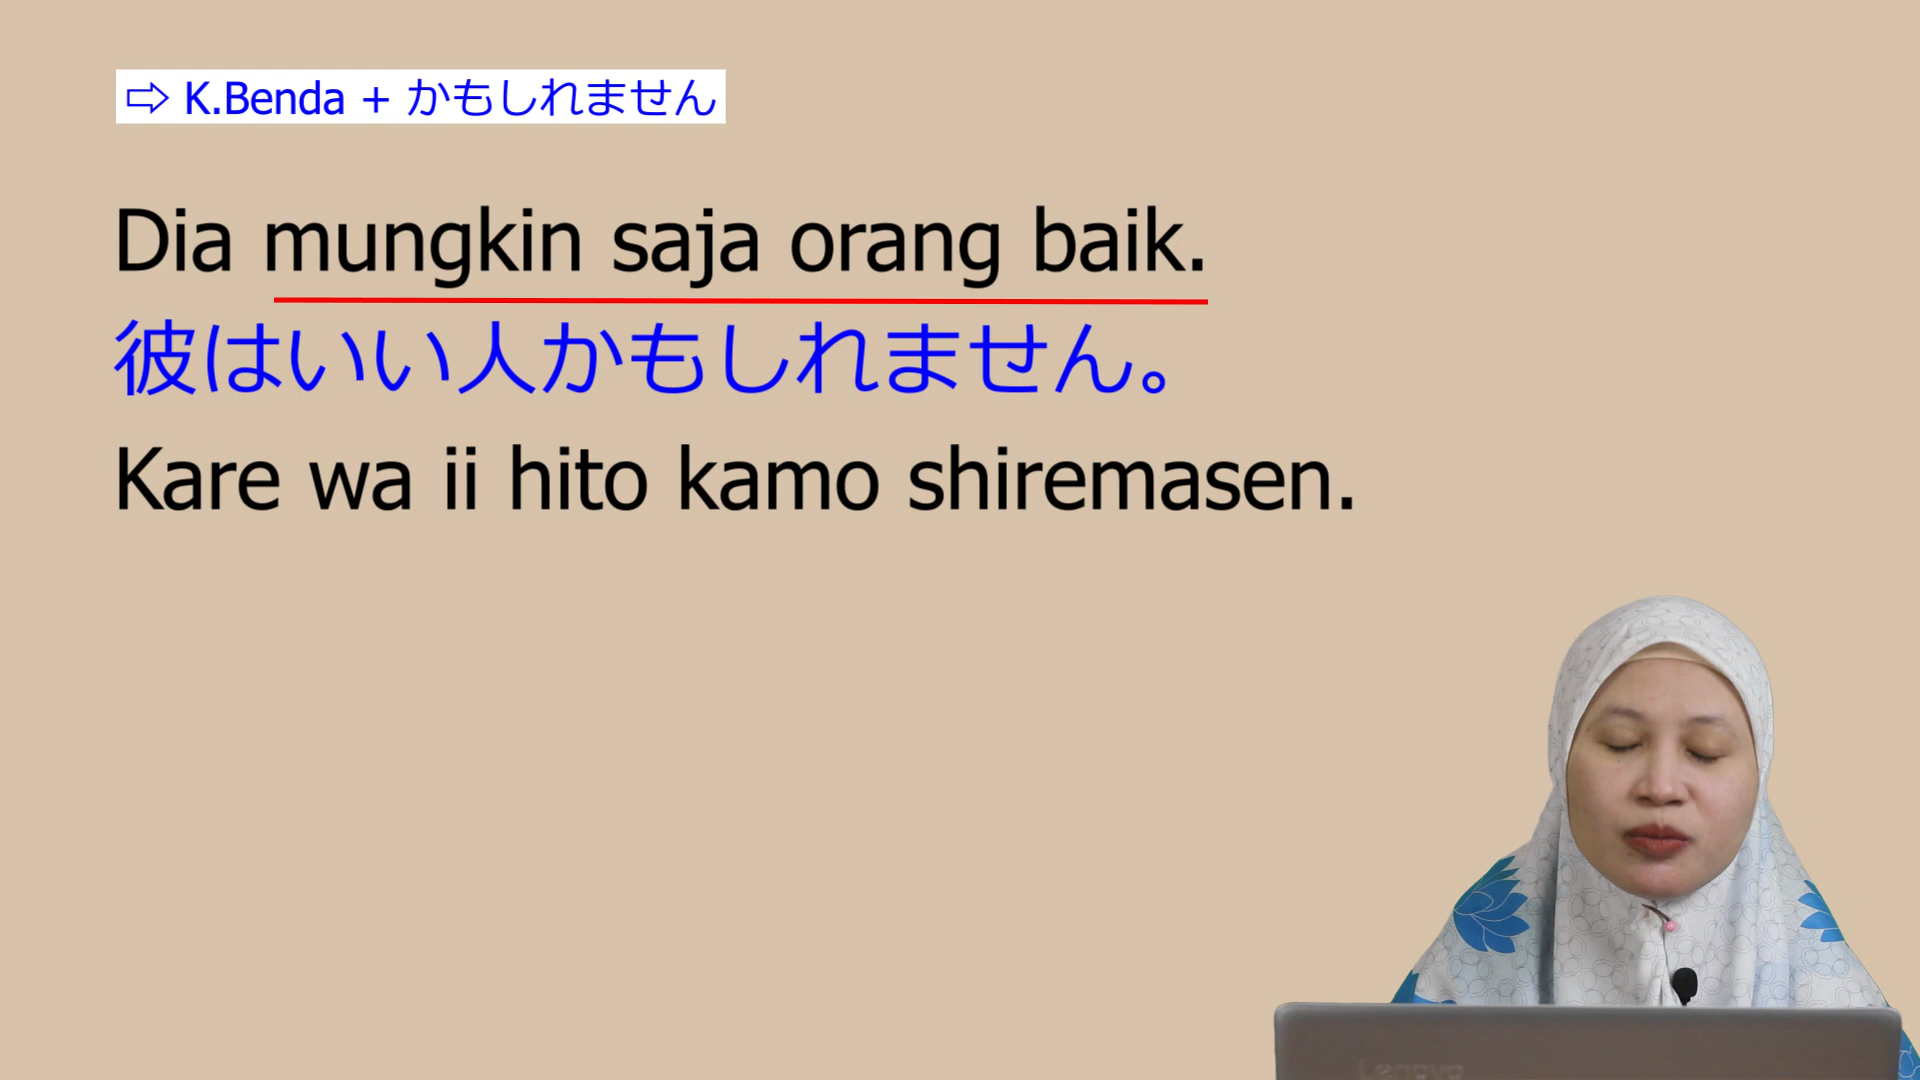 ⇨ K.Benda + かもしれません
Dia mungkin saja orang baik.
彼はいい人かもしれません。
Kare wa ii hito kamo shiremasen.
Lenovo